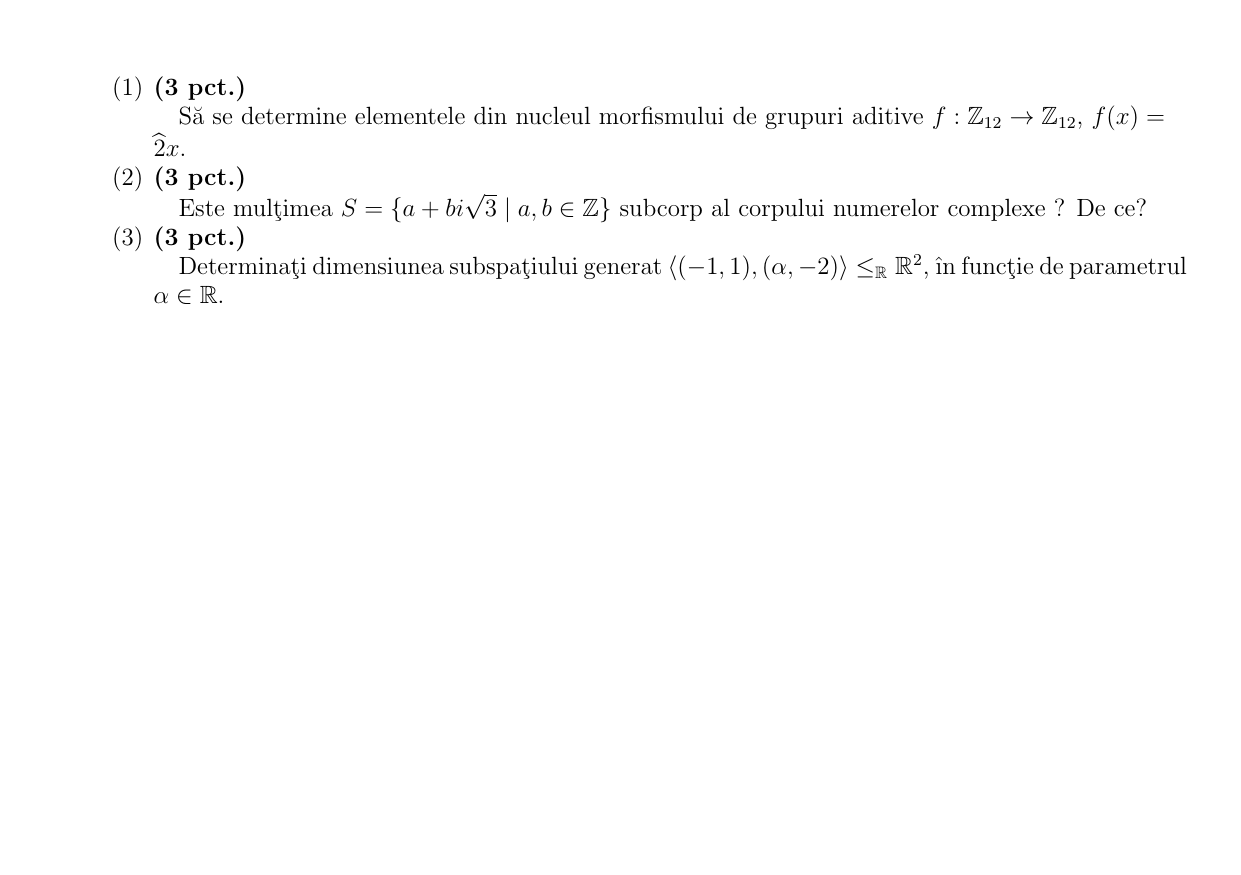 (1) (3 pct.)
Să se determine elementele din nucleul morfismului de grupuri aditive $f : \mathbb{Z}_{12} \to \mathbb{Z}_{12}$, $f(x) =$
$\widehat{2}x$.
(2) (3 pct.)
Este mulţimea $S = \{a + bi\sqrt{3} \mid a, b \in \mathbb{Z}\}$ subcorp al corpului numerelor complexe ? De ce?
(3) (3 pct.)
Determinaţi dimensiunea subspaţiului generat $\langle(-1, 1), (\alpha, -2)\rangle \leq_{\mathbb{R}} \mathbb{R}^2$, în funcţie de parametrul
$\alpha \in \mathbb{R}$.